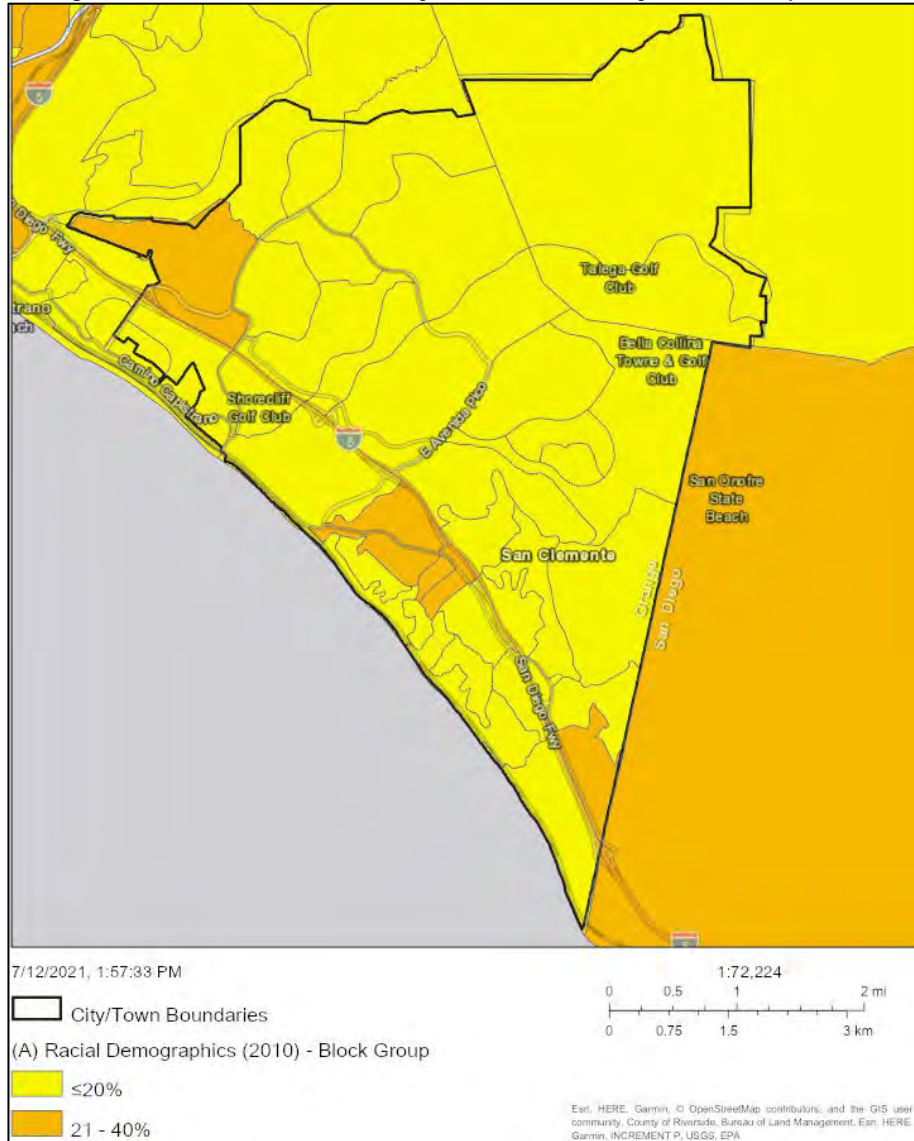 5
Diego Fwy
Talega Golf
Club
Bella Collina
Towne & Golf
Club
Camino Capistrano
Shorecliff
Golf Club
5
E Avenida Pico
San Onofre
State
Beach
San Clemente
Orange
San Diego
San Diego Fwy
7/12/2021, 1:57:33 PM
1:72,224
0 0.5 1 2 mi
0 0.75 1.5 3 km
City/Town Boundaries
(A) Racial Demographics (2010) - Block Group
≤20%
21 - 40%
Esri, HERE, Garmin, © OpenStreetMap contributors, and the GIS user
community, County of Riverside, Bureau of Land Management, Esri, HERE,
Garmin, INCREMENT P, USGS, EPA